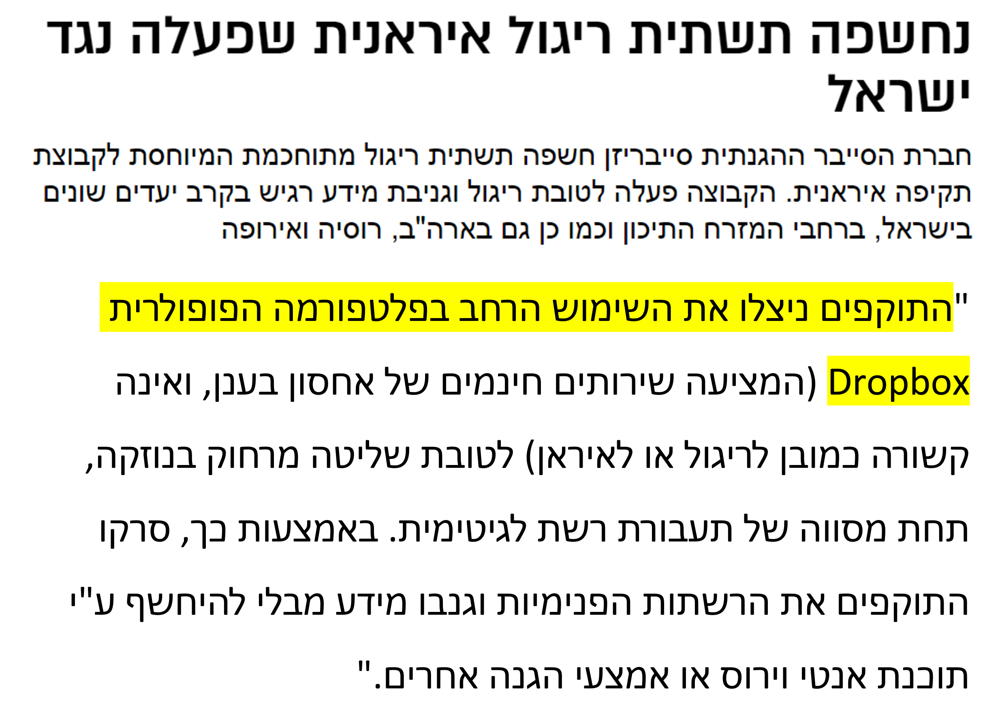 נחשפה תשתית ריגול איראנית שפעלה נגד
ישראל
חברת הסייבר ההגנתית סייבריזן חשפה תשתית ריגול מתוחכמת המיוחסת לקבוצת
תקיפה איראנית. הקבוצה פעלה לטובת ריגול וגניבת מידע רגיש בקרב יעדים שונים
בישראל, ברחבי המזרח התיכון וכמו כן גם בארה"ב, רוסיה ואירופה
"התוקפים ניצלו את השימוש הרחב בפלטפורמה הפופולרית
Dropbox (המציעה שירותים חינמים של אחסון בענן, ואינה
קשורה כמובן לריגול או לאיראן) לטובת שליטה מרחוק בנוזקה,
תחת מסווה של תעבורת רשת לגיטימית. באמצעות כך, סרקו
התוקפים את הרשתות הפנימיות וגנבו מידע מבלי להיחשף ע"י
תוכנת אנטי וירוס או אמצעי הגנה אחרים."